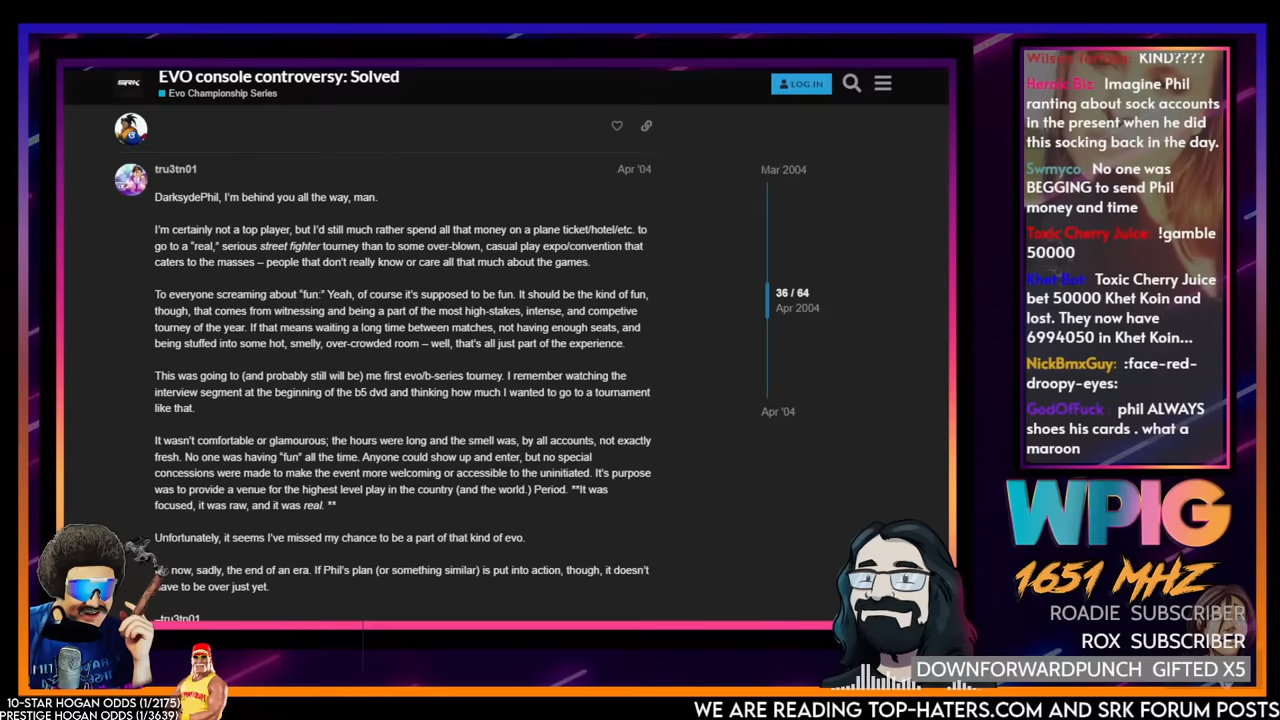 SRK
EVO console controversy: Solved
Evo Championship Series
LOG IN
tru3tn01
Apr '04
DarksydePhil, I'm behind you all the way, man.
I'm certainly not a top player, but I'd still much rather spend all that money on a plane ticket/hotel/etc. to
go to a "real," serious street fighter tourney than to some over-blown, casual play expo/convention that
caters to the masses – people that don't really know or care all that much about the games.
To everyone screaming about "fun:" Yeah, of course it's supposed to be fun. It should be the kind of fun,
though, that comes from witnessing and being a part of the most high-stakes, intense, and competive
tourney of the year. If that means waiting a long time between matches, not having enough seats, and
being stuffed into some hot, smelly, over-crowded room – well, that's all just part of the experience.
This was going to (and probably still will be) me first evo/b-series tourney. I remember watching the
interview segment at the beginning of the b5 dvd and thinking how much I wanted to go to a tournament
like that.
It wasn't comfortable or glamourous; the hours were long and the smell was, by all accounts, not exactly
fresh. No one was having "fun" all the time. Anyone could show up and enter, but no special
concessions were made to make the event more welcoming or accessible to the uninitiated. It's purpose
was to provide a venue for the highest level play in the country (and the world.) Period. **It was
focused, it was raw, and it was real. **
Unfortunately, it seems I've missed my chance to be a part of that kind of evo.
now, sadly, the end of an era. If Phil's plan (or something similar) is put into action, though, it doesn't
have to be over just yet.
–tru3tn01
Mar 2004
36 / 64
Apr 2004
Apr '04
KIND????
Heroic Biz: Imagine Phil
ranting about sock accounts
in the present when he did
this socking back in the day.
Swmyco: No one was
BEGGING to send Phil
money and time
Toxic Cherry Juice: !gamble
50000
Khet Bot: Toxic Cherry Juice
bet 50000 Khet Koin and
lost. They now have
6994050 in Khet Koin...
NickBmxGuy: :face-red-
droopy-eyes:
GodOfFuck: phil ALWAYS
shoes his cards . what a
maroon
WPIG
1651 MHZ
ROADIE SUBSCRIBER
ROX SUBSCRIBER
DOWNFORWARDPUNCH GIFTED X5
10-STAR HOGAN ODDS (1/2175)
PRESTIGE HOGAN ODDS (1/3639)
WE ARE READING TOP-HATERS.COM AND SRK FORUM POSTS